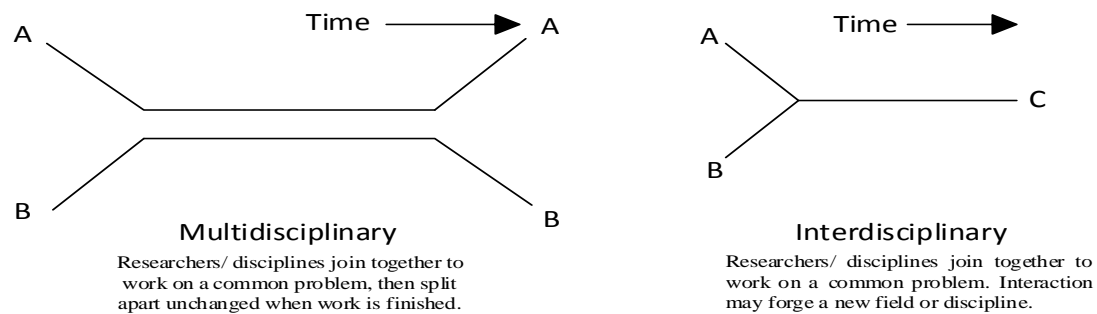 Time
A
A
B
B
Multidisciplinary
Researchers/ disciplines join together to
work on a common problem, then split
apart unchanged when work is finished.
Time
A
C
B
Interdisciplinary
Researchers/ disciplines join together to
work on a common problem. Interaction
may forge a new field or discipline.